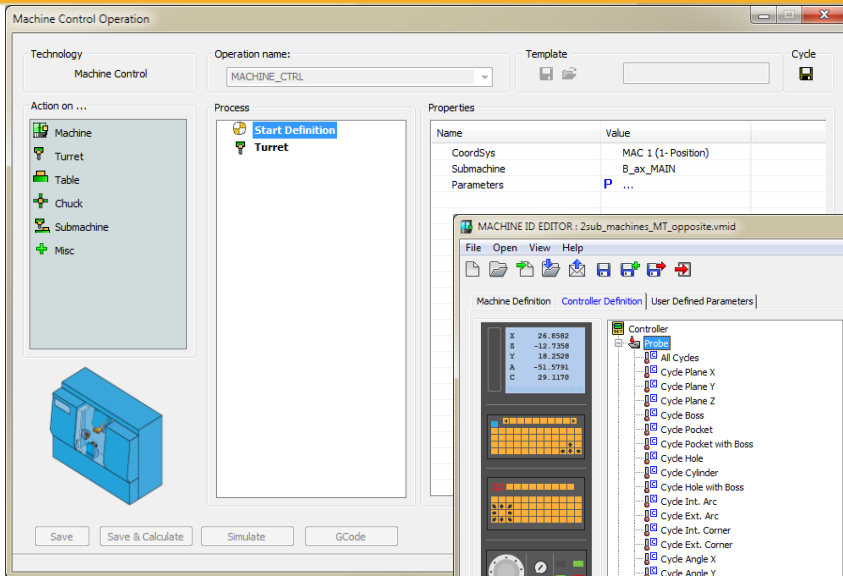 Machine Control Operation
Technology
Machine Control
Operation name:
MACHINE_CTRL
Template
Cycle
Action on ...
Machine
Turret
Table
Chuck
Submachine
Misc
Process
Start Definition
Turret
Properties
Name Value
CoordSys MAC 1 (1- Position)
Submachine B_ax_MAIN
Parameters P ...
Save
Save & Calculate
Simulate
GCode
MACHINE ID EDITOR : 2sub_machines_MT_opposite.vmid
File Open View Help
Machine Definition Controller Definition User Defined Parameters
X 26.8502
Z -12.7358
Y 18.2528
A -51.5791
C 29.1170
Controller
Probe
All Cycles
Cycle Plane X
Cycle Plane Y
Cycle Plane Z
Cycle Boss
Cycle Pocket
Cycle Pocket with Boss
Cycle Hole
Cycle Cylinder
Cycle Hole with Boss
Cycle Int. Arc
Cycle Ext. Arc
Cycle Int. Corner
Cycle Ext. Corner
Cycle Angle X
Cycle Angle Y